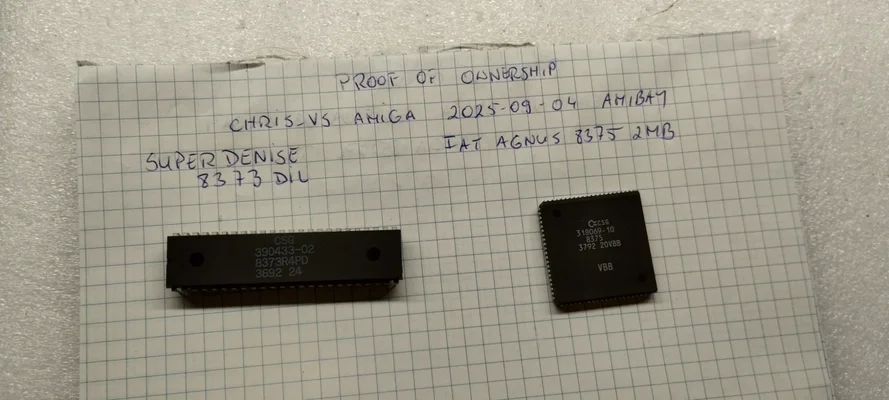 PROOF OF OWNERSHIP
CHRIS_VS AMIGA 2025-09-04 AMIBAY
SUPER DENISE
8373 DIL
FAT AGNUS 8375 2MB
CSG
390433-02
8373R4PD
3692 24
CSG
318069-10
8375
3792 20VBB
VBB